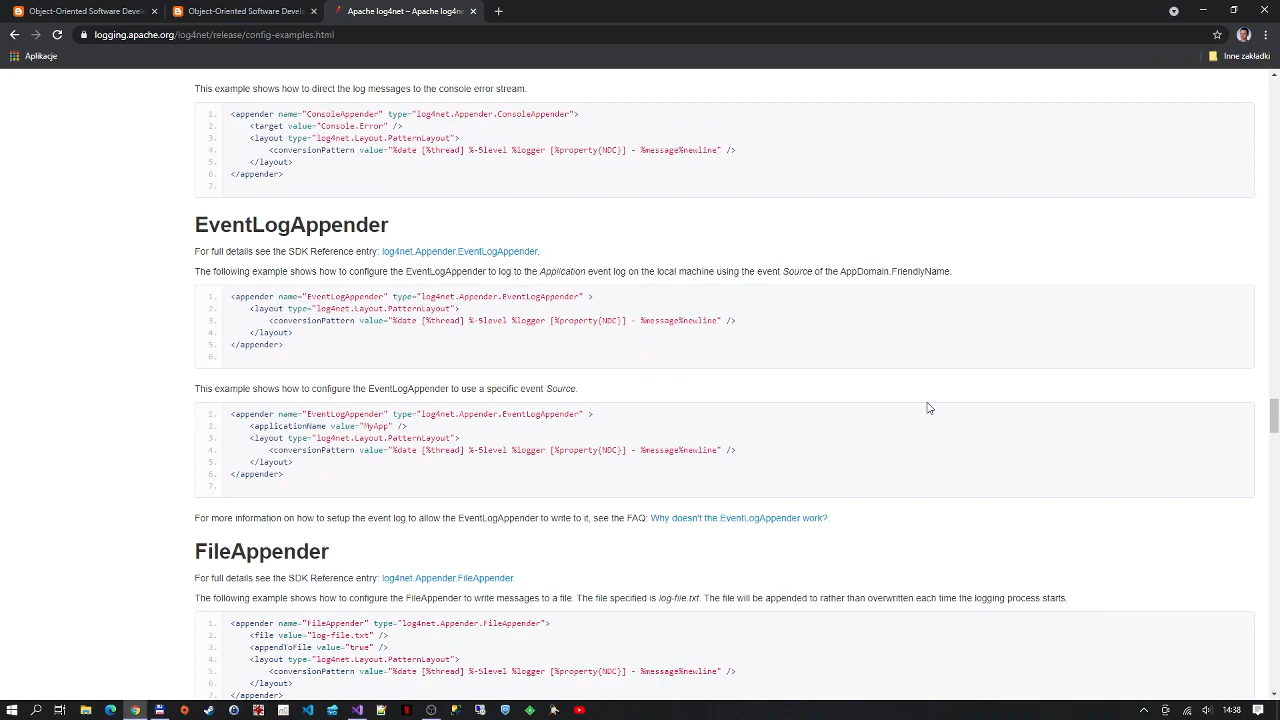 Object-Oriented Software Devel
Object-Oriented Software Devel
Apache log4net – Apache log4ne
logging.apache.org/log4net/release/config-examples.html
Aplikacje
Inne zakładki
This example shows how to direct the log messages to the console error stream.
1. <appender name="ConsoleAppender" type="log4net.Appender.ConsoleAppender">
2. <target value="Console.Error" />
3. <layout type="log4net.Layout.PatternLayout">
4. <conversionPattern value="%date [%thread] %-5level %logger [%property{NDC}] - %message%newline" />
5. </layout>
6. </appender>
7.
EventLogAppender
For full details see the SDK Reference entry: log4net.Appender.EventLogAppender.
The following example shows how to configure the EventLogAppender to log to the Application event log on the local machine using the event Source of the AppDomain.FriendlyName.
1. <appender name="EventLogAppender" type="log4net.Appender.EventLogAppender" >
2. <layout type="log4net.Layout.PatternLayout">
3. <conversionPattern value="%date [%thread] %-5level %logger [%property{NDC}] - %message%newline" />
4. </layout>
5. </appender>
6.
This example shows how to configure the EventLogAppender to use a specific event Source.
1. <appender name="EventLogAppender" type="log4net.Appender.EventLogAppender" >
2. <applicationName value="MyApp" />
3. <layout type="log4net.Layout.PatternLayout">
4. <conversionPattern value="%date [%thread] %-5level %logger [%property{NDC}] - %message%newline" />
5. </layout>
6. </appender>
7.
For more information on how to setup the event log to allow the EventLogAppender to write to it, see the FAQ: Why doesn't the EventLogAppender work?.
FileAppender
For full details see the SDK Reference entry: log4net.Appender.FileAppender.
The following example shows how to configure the FileAppender to write messages to a file. The file specified is log-file.txt. The file will be appended to rather than overwritten each time the logging process starts.
1. <appender name="FileAppender" type="log4net.Appender.FileAppender">
2. <file value="log-file.txt" />
3. <appendToFile value="true" />
4. <layout type="log4net.Layout.PatternLayout">
5. <conversionPattern value="%date [%thread] %-5level %logger [%property{NDC}] - %message%newline" />
6. </layout>
7. </appender>
14:38